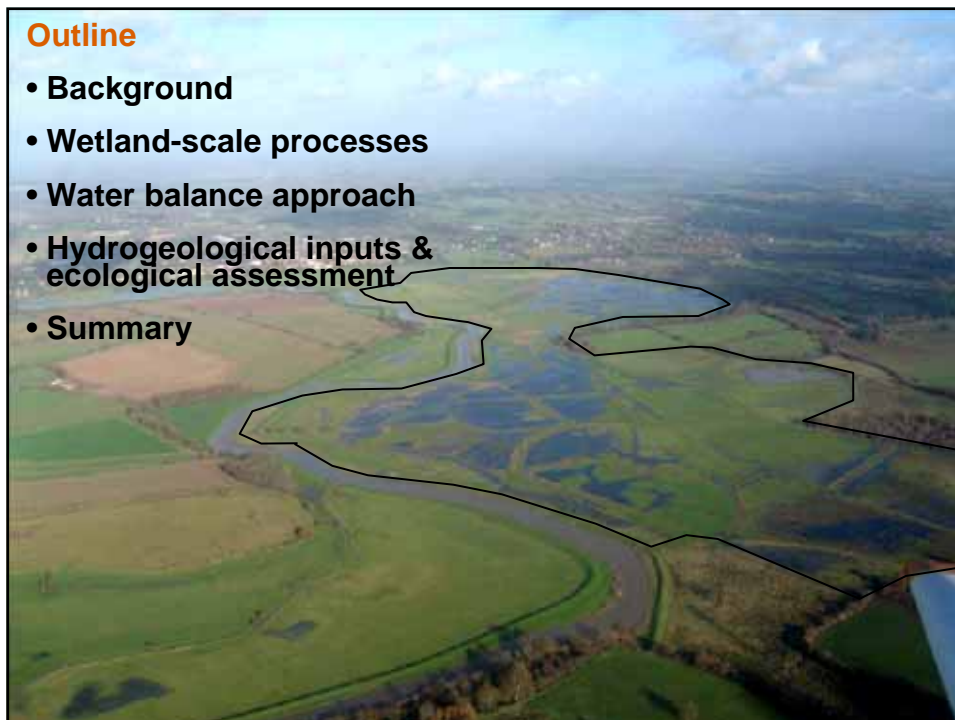 Outline
• Background
• Wetland-scale processes
• Water balance approach
• Hydrogeological inputs &
ecological assessment
• Summary